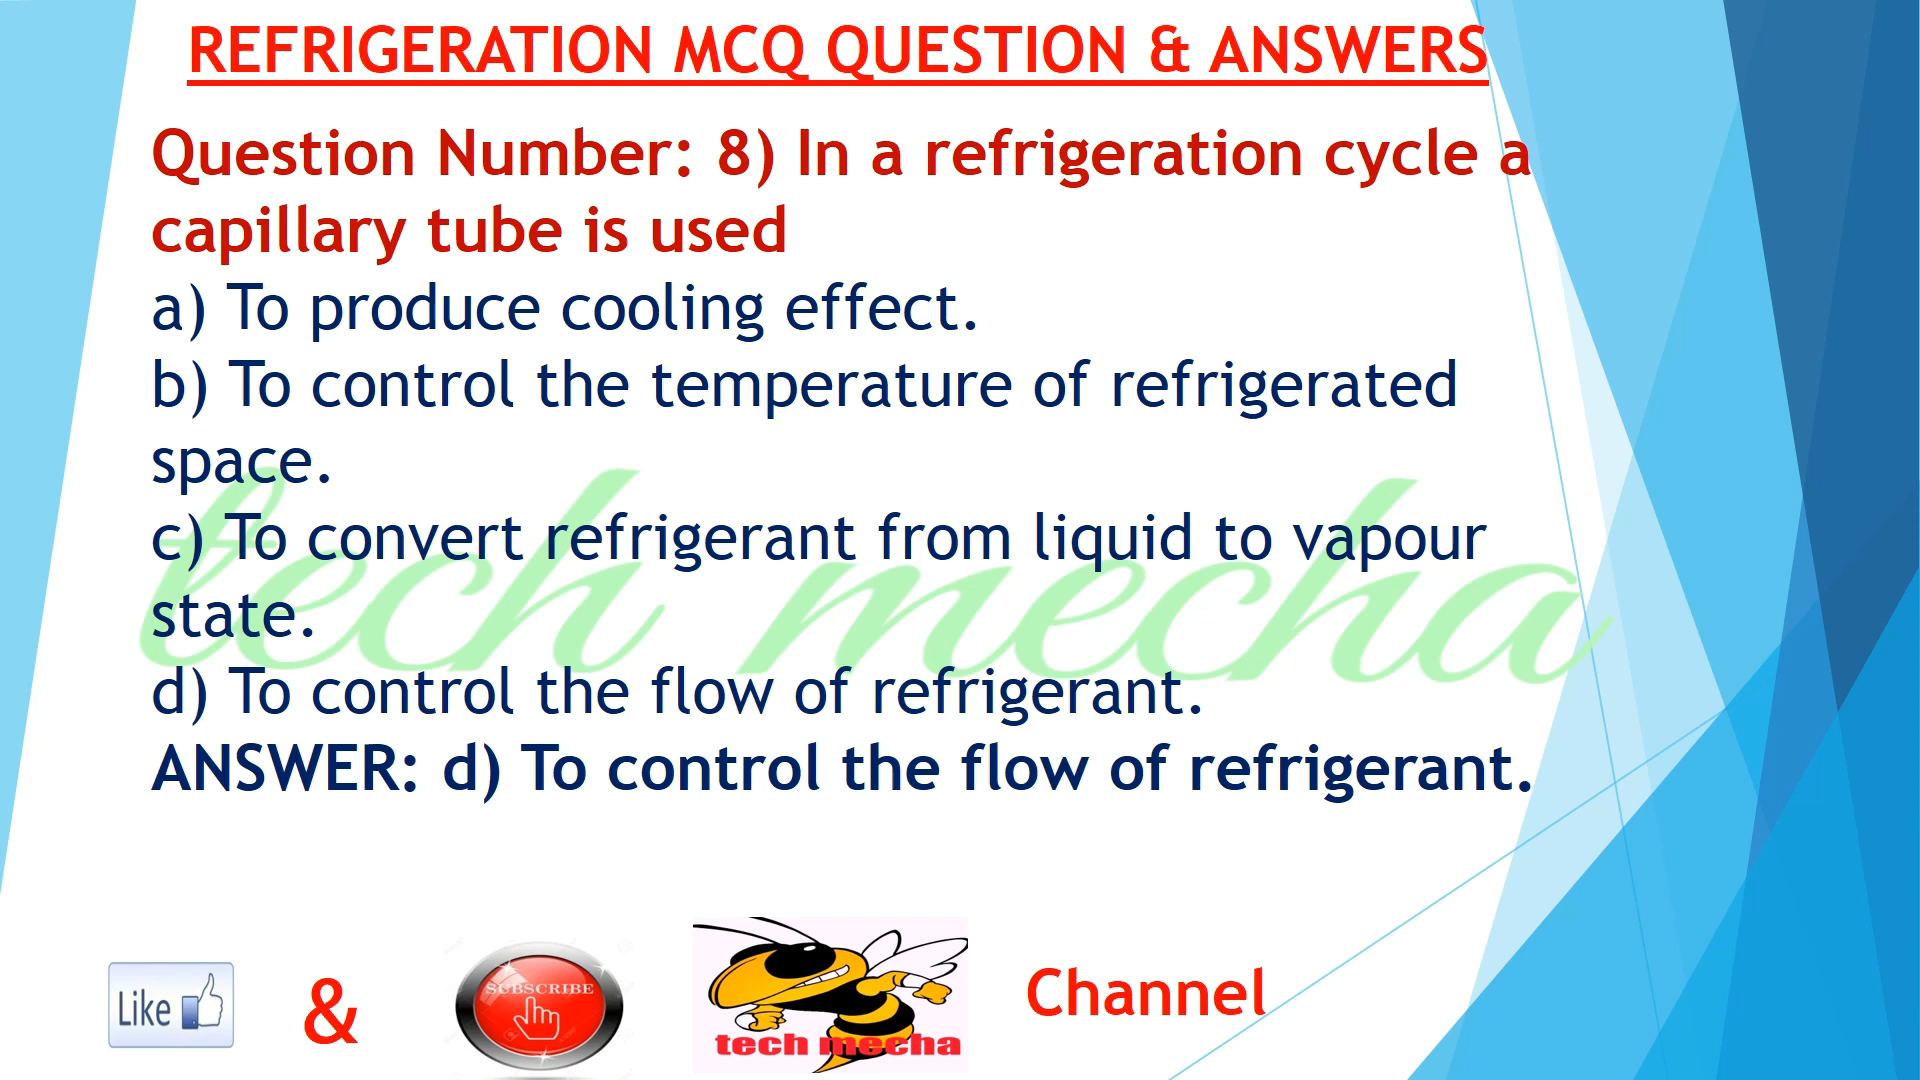 REFRIGERATION MCQ QUESTION & ANSWERS
Question Number: 8) In a refrigeration cycle a
capillary tube is used
a) To produce cooling effect.
b) To control the temperature of refrigerated
space.
c) To convert refrigerant from liquid to vapour
state.
tech mecha
d) To control the flow of refrigerant.
ANSWER: d) To control the flow of refrigerant.
Like & SUBSCRIBE tech mecha Channel